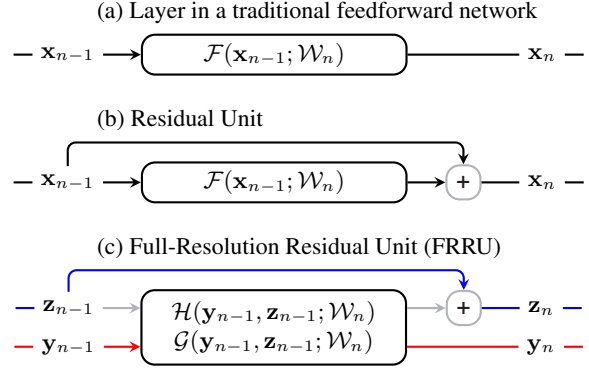 (a) Layer in a traditional feedforward network
x_{n−1} F(x_{n−1}; W_n) x_n
(b) Residual Unit
x_{n−1} F(x_{n−1}; W_n) + x_n
(c) Full-Resolution Residual Unit (FRRU)
z_{n−1} H(y_{n−1}, z_{n−1}; W_n) + z_n
y_{n−1} G(y_{n−1}, z_{n−1}; W_n) y_n